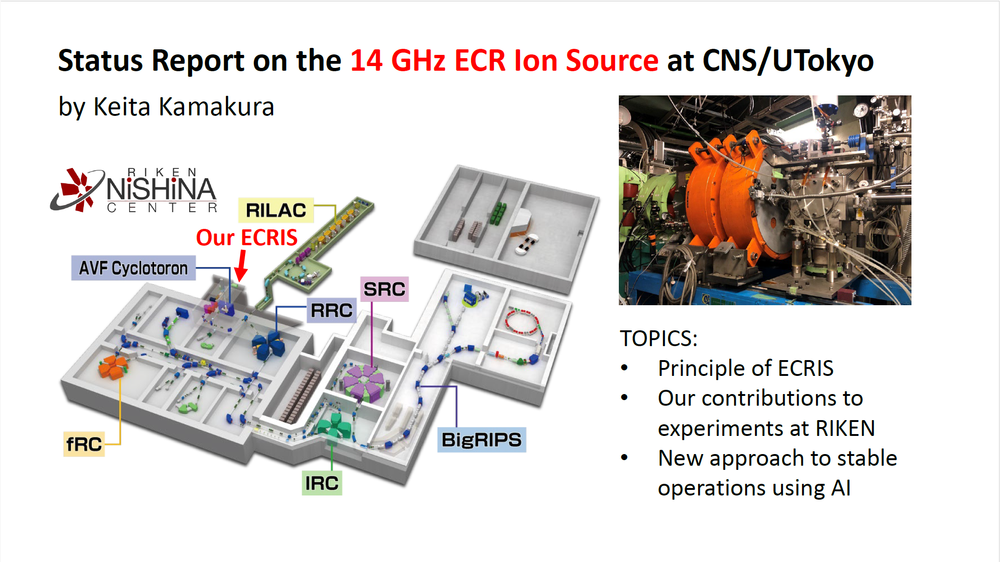 Status Report on the 14 GHz ECR Ion Source at CNS/UTokyo
by Keita Kamakura
RIKEN
NiSHiNA
CENTER
RILAC
Our ECRIS
AVF Cyclotoron
SRC
RRC
fRC
BigRIPS
IRC
TOPICS:
• Principle of ECRIS
• Our contributions to
experiments at RIKEN
• New approach to stable
operations using AI